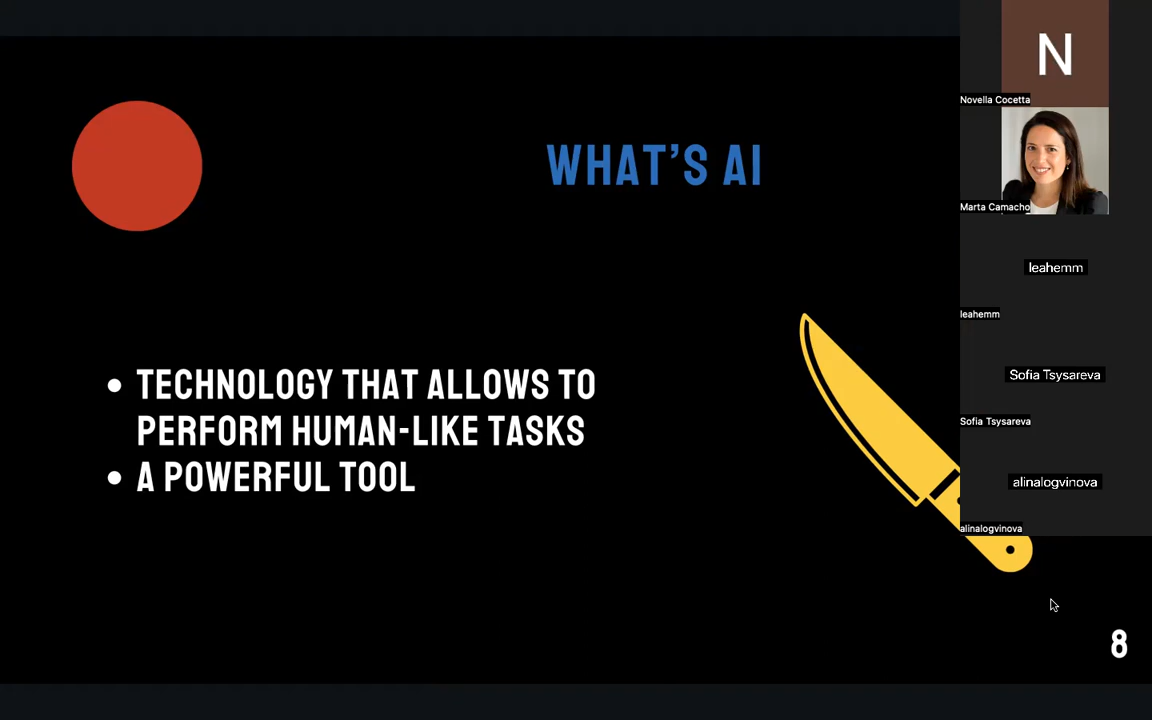 WHAT'S AI
TECHNOLOGY THAT ALLOWS TO
PERFORM HUMAN-LIKE TASKS
A POWERFUL TOOL
8
N
Novella Cocetta
Marta Camacho
leahemm
leahemm
Sofia Tsysareva
Sofia Tsysareva
alinalogvinova
alinalogvinova